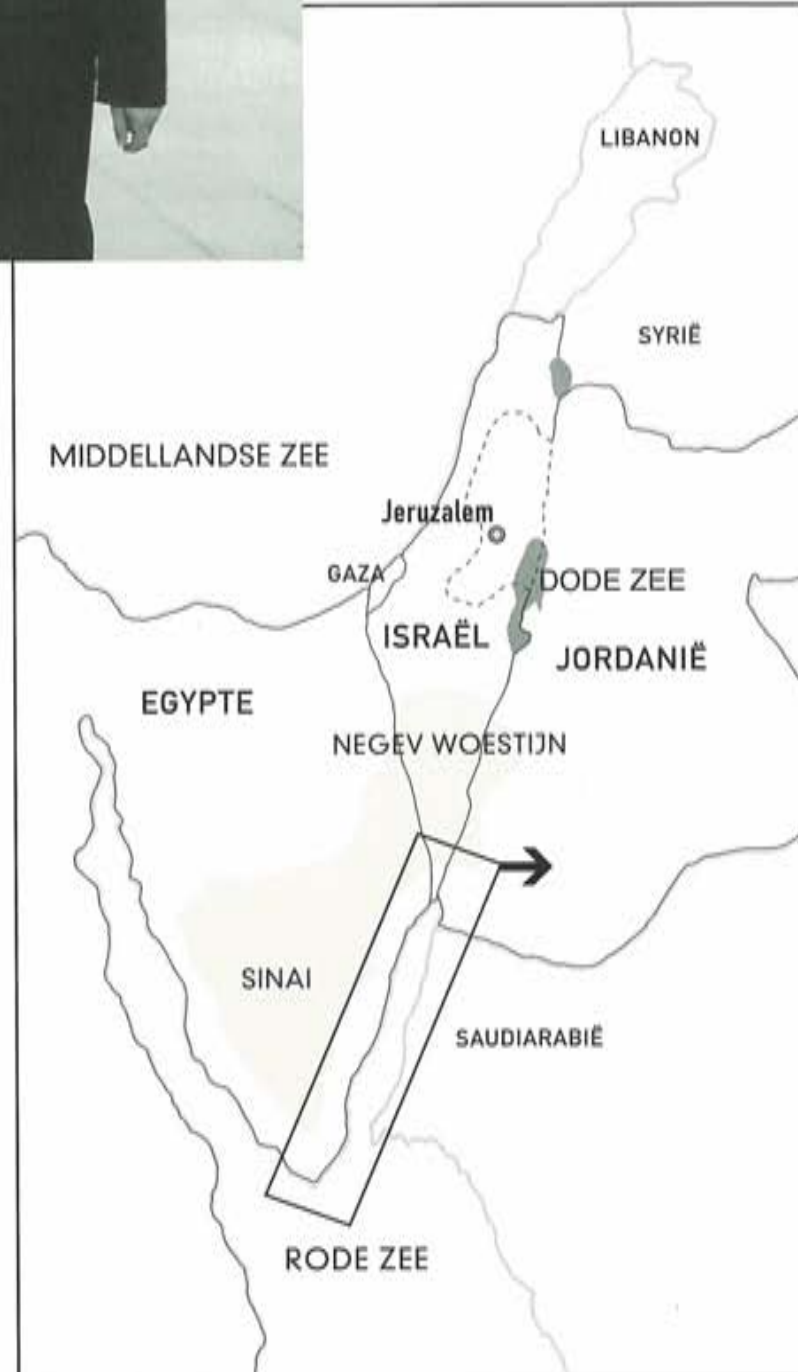 LIBANON
SYRIË
MIDDELLANDSE ZEE
Jeruzalem
GAZA
DODE ZEE
ISRAËL
JORDANIË
EGYPTE
NEGEV WOESTIJN
SINAI
SAUDIARABIË
RODE ZEE